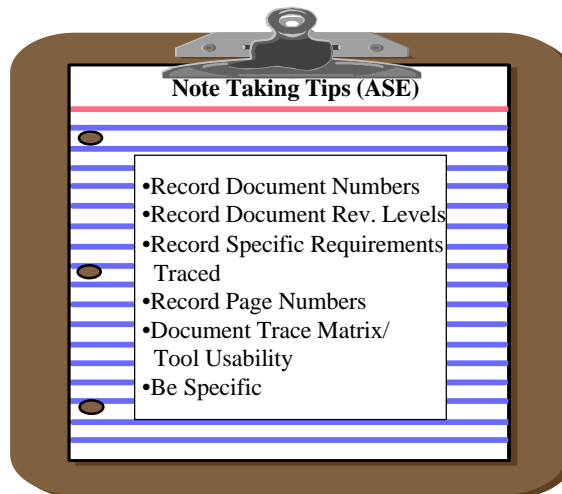 Note Taking Tips (ASE)
•Record Document Numbers
•Record Document Rev. Levels
•Record Specific Requirements
Traced
•Record Page Numbers
•Document Trace Matrix/
Tool Usability
•Be Specific